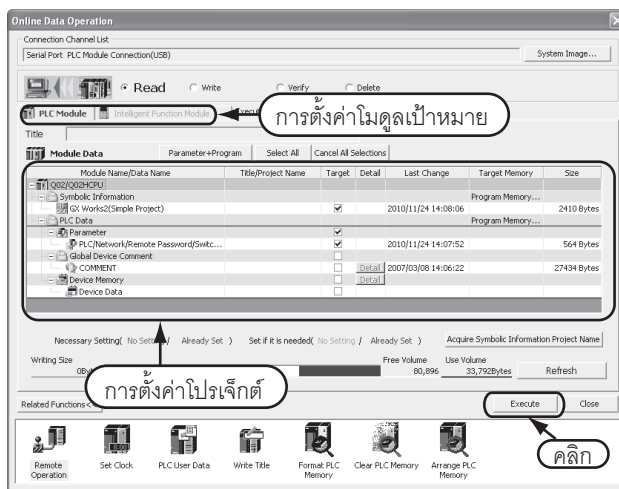 Online Data Operation
Connection Channel List
Serial Port PLC Module Connection(USB)
System Image...
Read
Write
Verify
Delete
PLC Module
Intelligent Function Module
การตั้งค่าโมดูลเป้าหมาย
Title
Module Data
Parameter+Program
Select All
Cancel All Selections
Module Name/Data Name
Title/Project Name
Target
Detail
Last Change
Target Memory
Size
Q02/Q02HCPU
Symbolic Information
Program Memory...
GX Works2(Simple Project)
2010/11/24 14:08:06
2410 Bytes
PLC Data
Program Memory...
Parameter
PLC/Network/Remote Password/Switc...
2010/11/24 14:07:52
564 Bytes
Global Device Comment
COMMENT
Detail
2007/03/08 14:06:22
27434 Bytes
Device Memory
Detail
Device Data
Necessary Setting( No Setting / Already Set )
Set if it is needed( No Setting / Already Set )
Acquire Symbolic Information Project Name
Writing Size
Free Volume
80,896
Use Volume
33,792Bytes
Refresh
การตั้งค่าโปรเจ็กต์
Related Functions<<
Execute
Close
คลิก
Remote Operation
Set Clock
PLC User Data
Write Title
Format PLC Memory
Clear PLC Memory
Arrange PLC Memory